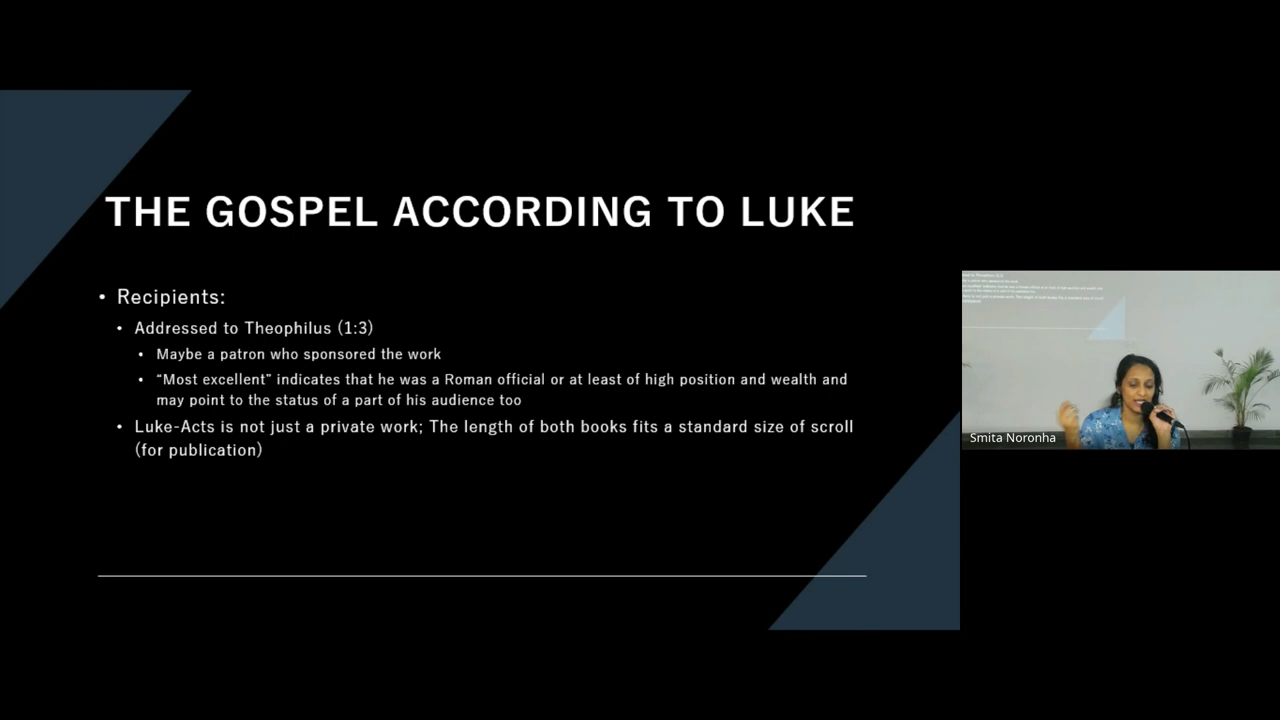 THE GOSPEL ACCORDING TO LUKE
• Recipients:
• Addressed to Theophilus (1:3)
• Maybe a patron who sponsored the work
• “Most excellent” indicates that he was a Roman official or at least of high position and wealth and
may point to the status of a part of his audience too
• Luke-Acts is not just a private work; The length of both books fits a standard size of scroll
(for publication)
Smita Noronha